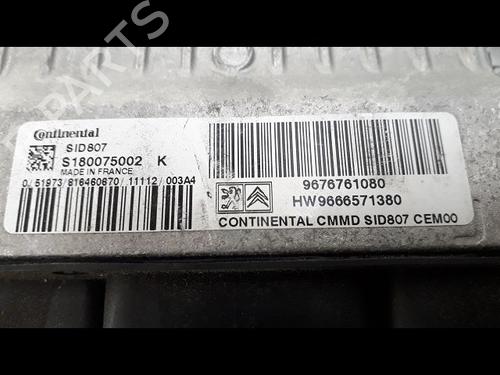 Continental
SID807
S180075002 K
MADE IN FRANCE
0/51973/816460670/11112/003A4
9676761080
HW9666571380
CONTINENTAL CMMD SID807 CEM00